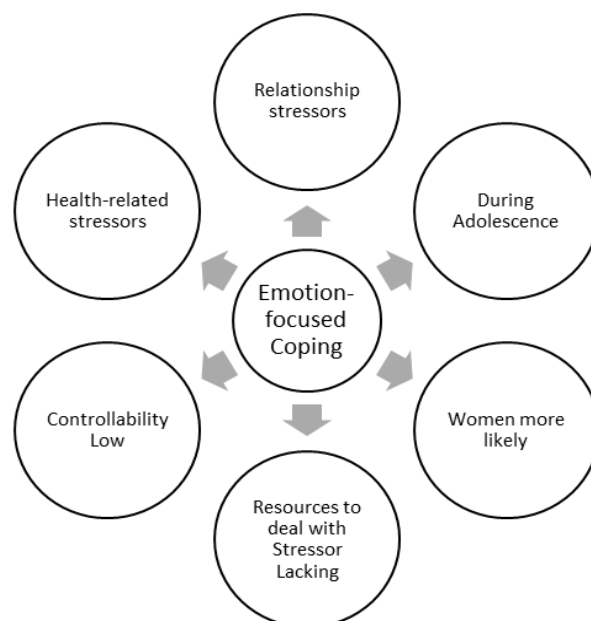 Relationship
stressors
Health-related
stressors
During
Adolescence
Emotion-
focused
Coping
Controllability
Low
Women more
likely
Resources to
deal with
Stressor
Lacking